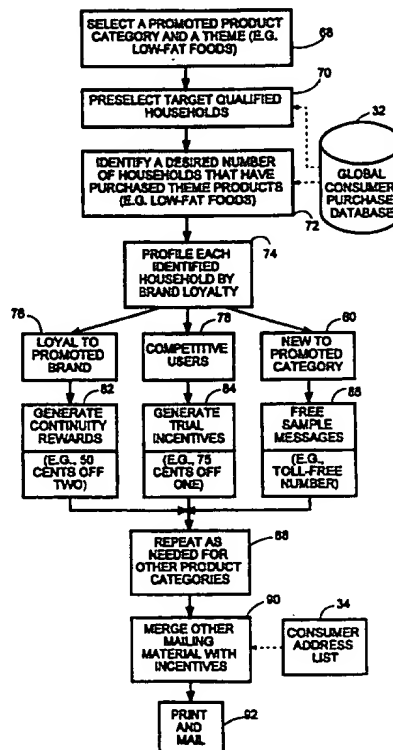 SELECT A PROMOTED PRODUCT
CATEGORY AND A THEME (E.G.
LOW-FAT FOODS)
68
70
PRESELECT TARGET QUALIFIED
HOUSEHOLDS
32
IDENTIFY A DESIRED NUMBER
OF HOUSEHOLDS THAT HAVE
PURCHASED THEME PRODUCTS
(E.G. LOW-FAT FOODS)
GLOBAL
CONSUMER
PURCHASE
DATABASE
72
74
PROFILE EACH
IDENTIFIED
HOUSEHOLD BY
BRAND LOYALTY
76
78
80
LOYAL TO
PROMOTED
BRAND
COMPETITIVE
USERS
NEW TO
PROMOTED
CATEGORY
82
84
86
GENERATE
CONTINUITY
REWARDS
GENERATE
TRIAL
INCENTIVES
FREE
SAMPLE
MESSAGES
(E.G., 50
CENTS OFF
TWO)
(E.G., 75
CENTS OFF
ONE)
(E.G.,
TOLL-FREE
NUMBER)
REPEAT AS
NEEDED FOR
OTHER PRODUCT
CATEGORIES
88
90
34
MERGE OTHER
MAILING
MATERIAL WITH
INCENTIVES
CONSUMER
ADDRESS
LIST
PRINT
AND
MAIL
92